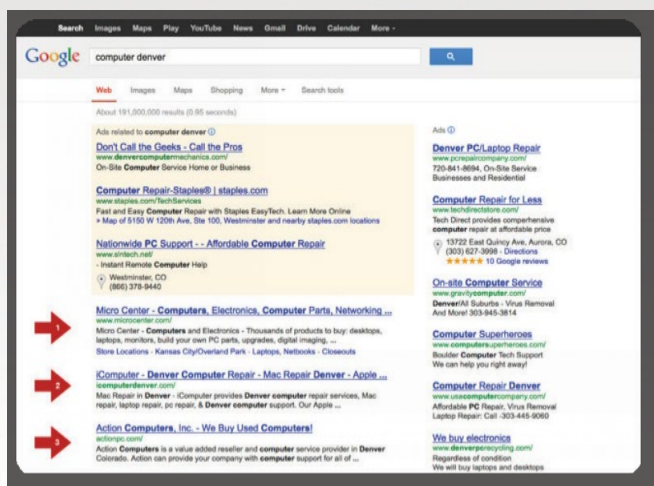 Search Images Maps Play YouTube News Gmail Drive Calendar More
Google computer denver
Web Images Maps Shopping More Search tools
About 191,000,000 results (0.95 seconds)
Ads related to computer denver
Don't Call the Geeks - Call the Pros
www.denvercomputermechanics.com/
On-Site Computer Service Home or Business
Computer Repair-Staples® | staples.com
www.staples.com/TechServices
Fast and Easy Computer Repair with Staples EasyTech. Learn More Online
+ Map of 5150 W 120th Ave, Ste 100, Westminster and nearby staples.com locations
Nationwide PC Support - - Affordable Computer Repair
www.sintech.net/
- Instant Remote Computer Help
Westminster, CO
(866) 378-9440
1
Micro Center - Computers, Electronics, Computer Parts, Networking ...
www.microcenter.com/
Micro Center - Computers and Electronics - Thousands of products to buy: desktops,
laptops, monitors, build your own PC parts, upgrades, digital imaging, ...
Store Locations - Kansas City/Overland Park - Laptops, Netbooks - Closeouts
2
iComputer - Denver Computer Repair - Mac Repair Denver - Apple ...
icomputerdenver.com/
Mac Repair in Denver - iComputer provides Denver computer repair services, Mac
repair, laptop repair, pc repair, & Denver computer support. Our Apple ...
3
Action Computers, Inc. - We Buy Used Computers!
actionpc.com/
Action Computers is a value added reseller and computer service provider in Denver
Colorado. Action can provide your company with computer support for all of ...
Ads
Denver PC/Laptop Repair
www.pcrepaircompany.com/
720-841-8694, On-Site Service
Businesses and Residential
Computer Repair for Less
www.techdirectstore.com/
Tech Direct provides comperhensive
computer repair at affordable price
13722 East Quincy Ave, Aurora, CO
(303) 627-3998 - Directions
10 Google reviews
On-site Computer Service
www.gravitycomputer.com/
Denver/All Suburbs - Virus Removal
And More! 303-945-3614
Computer Superheroes
www.computersuperheroes.com/
Boulder Computer Tech Support
We can help you right away!
Computer Repair Denver
www.usacomputercompany.com/
Affordable PC Repair, Virus Removal
Laptop Repair: Call -303-445-9060
We buy electronics
www.denverpcrecycling.com/
Regardless of condition
We will buy laptops and desktops